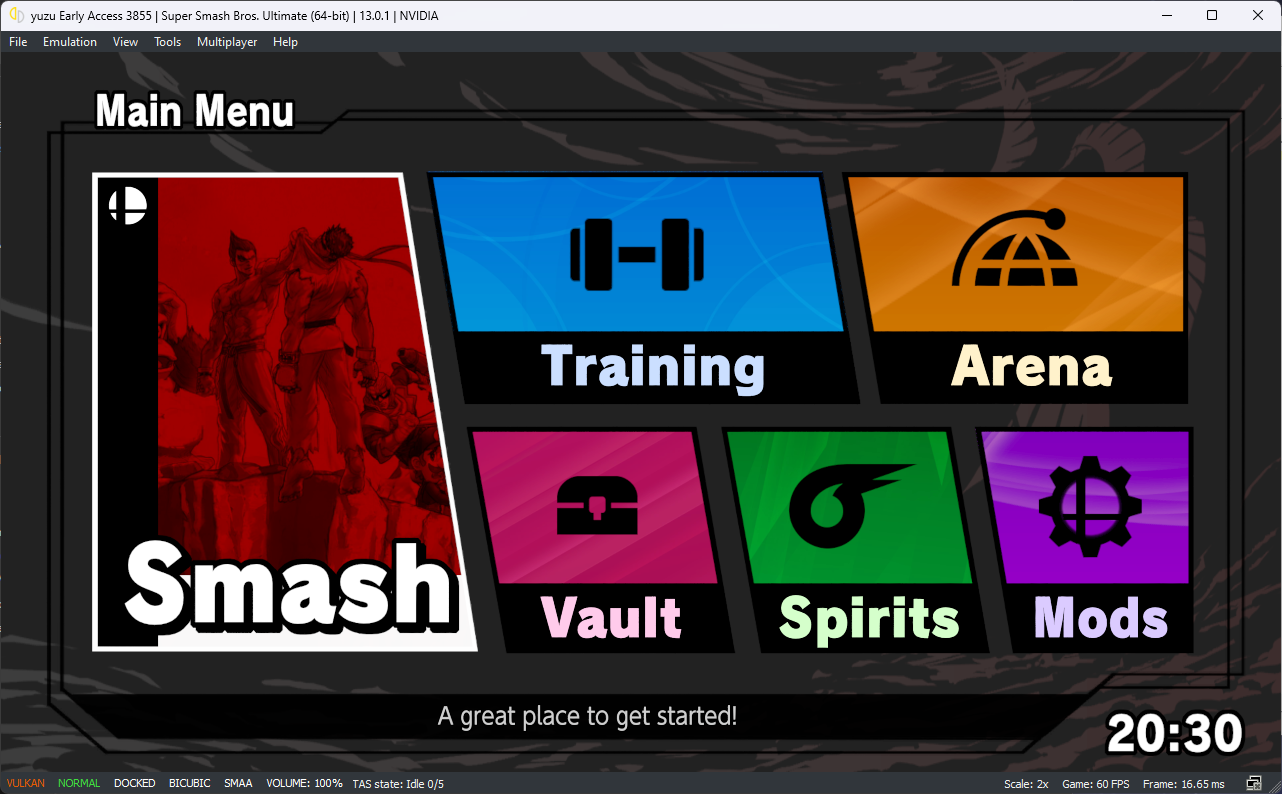 yuzu Early Access 3855 | Super Smash Bros. Ultimate (64-bit) | 13.0.1 | NVIDIA
File Emulation View Tools Multiplayer Help
Main Menu
Training
Arena
Smash
Vault
Spirits
Mods
A great place to get started!
20:30
VULKAN NORMAL DOCKED BICUBIC SMAA VOLUME: 100% TAS state: Idle 0/5 Scale: 2x Game: 60 FPS Frame: 16.65 ms